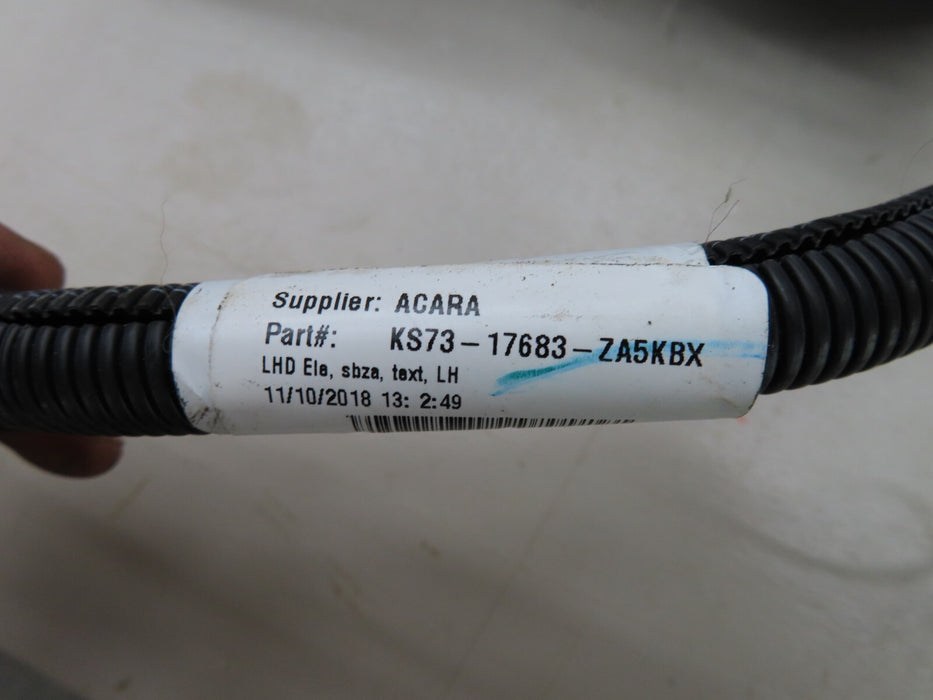 Supplier: ACARA
Part#: KS73-17683-ZA5KBX
LHD Ele, sbza, text, LH
11/10/2018 13: 2:49